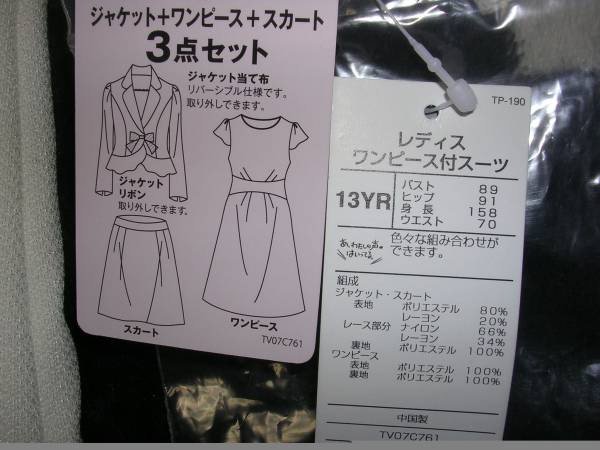 ジャケット+ワンピース+スカート
3点セット
ジャケット当て布
リバーシブル仕様です。
取り外しできます。
ジャケット
リボン
取り外しできます。
スカート
ワンピース
TV07C761
TP-190
レディス
ワンピース付スーツ
13YR
バスト 89
ヒップ 91
身長 158
ウエスト 70
色々な組み合わせが
できます。
組成
ジャケット・スカート
表地 ポリエステル 80%
レーヨン 20%
レース部分 ナイロン 66%
レーヨン 34%
裏地 ポリエステル 100%
ワンピース
表地 ポリエステル 100%
裏地 ポリエステル 100%
中国製
TV07C761